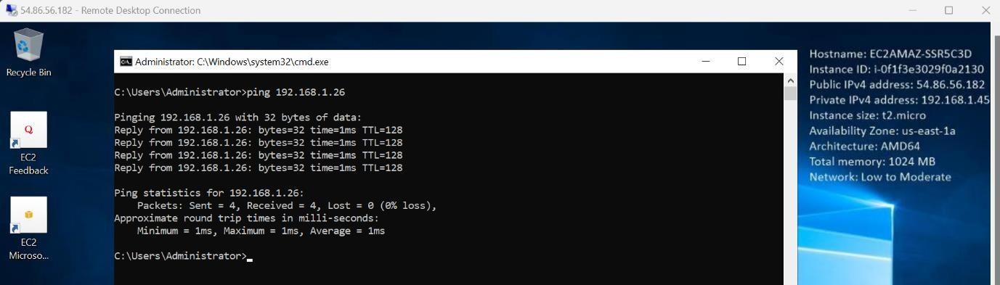 54.86.56.182 - Remote Desktop Connection
Recycle Bin
EC2
Feedback
EC2
Microso...
Administrator: C:\Windows\system32\cmd.exe
C:\Users\Administrator>ping 192.168.1.26
Pinging 192.168.1.26 with 32 bytes of data:
Reply from 192.168.1.26: bytes=32 time=1ms TTL=128
Reply from 192.168.1.26: bytes=32 time=1ms TTL=128
Reply from 192.168.1.26: bytes=32 time=1ms TTL=128
Reply from 192.168.1.26: bytes=32 time=1ms TTL=128
Ping statistics for 192.168.1.26:
Packets: Sent = 4, Received = 4, Lost = 0 (0% loss),
Approximate round trip times in milli-seconds:
Minimum = 1ms, Maximum = 1ms, Average = 1ms
C:\Users\Administrator>
Hostname: EC2AMAZ-SSR5C3D
Instance ID: i-0f1f3e3029f0a2130
Public IPv4 address: 54.86.56.182
Private IPv4 address: 192.168.1.45
Instance size: t2.micro
Availability Zone: us-east-1a
Architecture: AMD64
Total memory: 1024 MB
Network: Low to Moderate